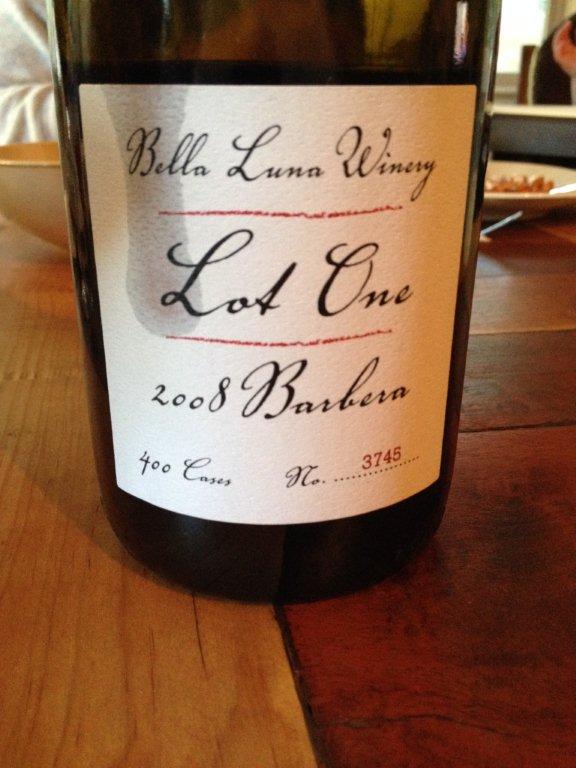 Bella Luna Winery
Lot One
2008 Barbera
400 Cases No. 3745